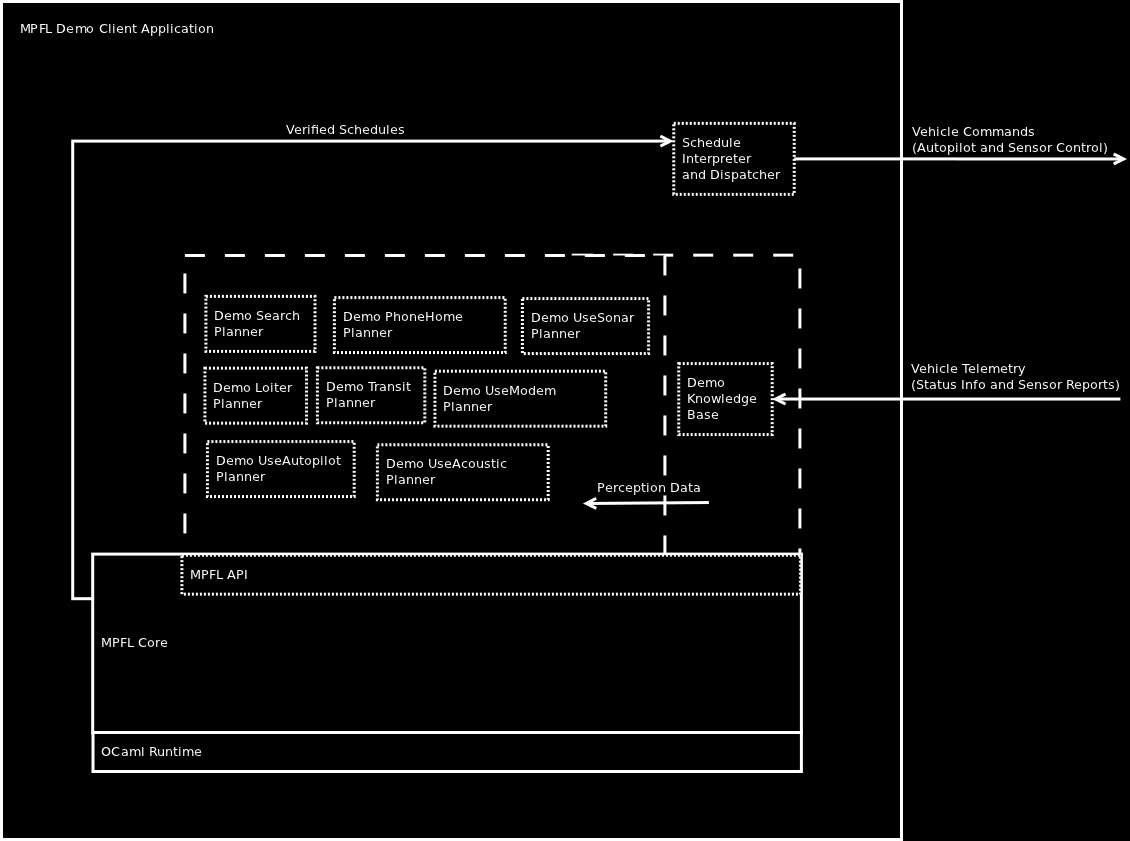 MPFL Demo Client Application
Verified Schedules
Schedule
Interpreter
and Dispatcher
Vehicle Commands
(Autopilot and Sensor Control)
Demo Search
Planner
Demo PhoneHome
Planner
Demo UseSonar
Planner
Demo Loiter
Planner
Demo Transit
Planner
Demo UseModem
Planner
Demo
Knowledge
Base
Vehicle Telemetry
(Status Info and Sensor Reports)
Demo UseAutopilot
Planner
Demo UseAcoustic
Planner
Perception Data
MPFL API
MPFL Core
OCaml Runtime